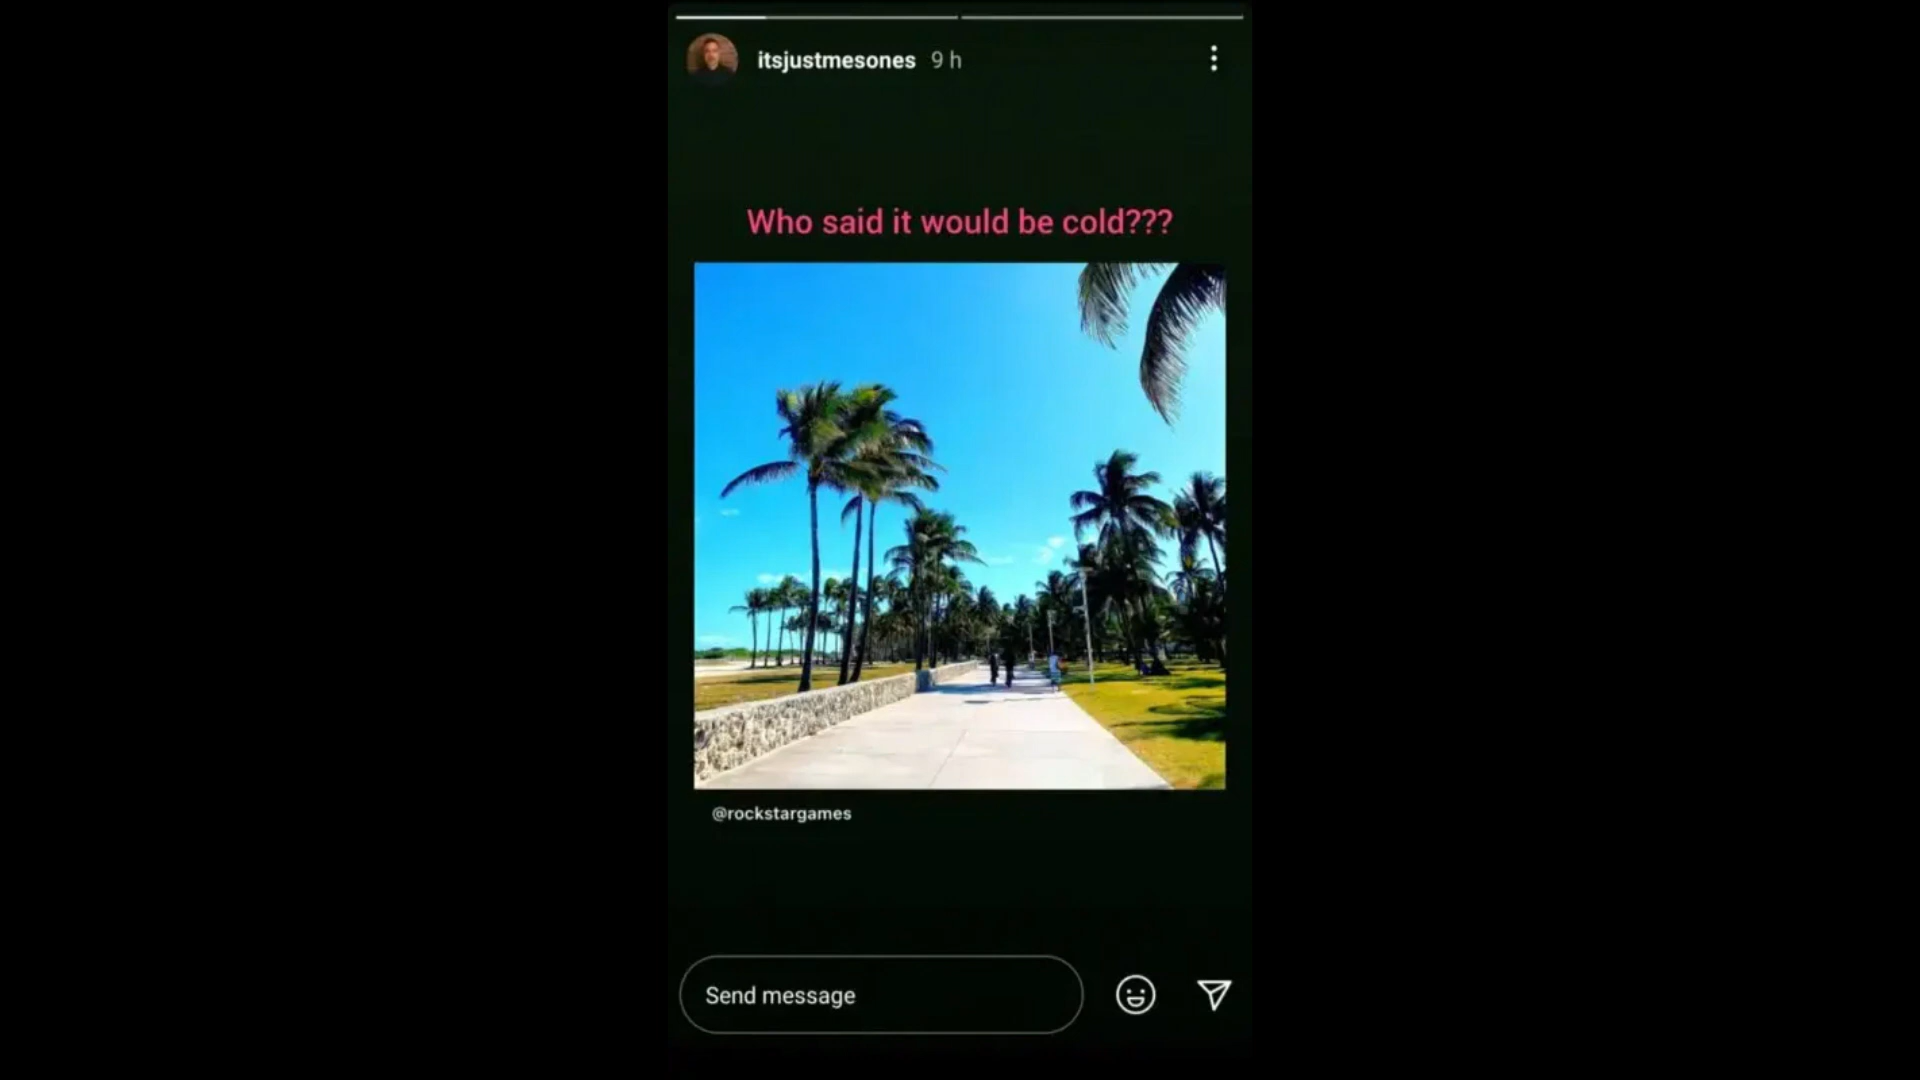 itsjustmesones 9 h
Who said it would be cold???
@rockstargames
Send message